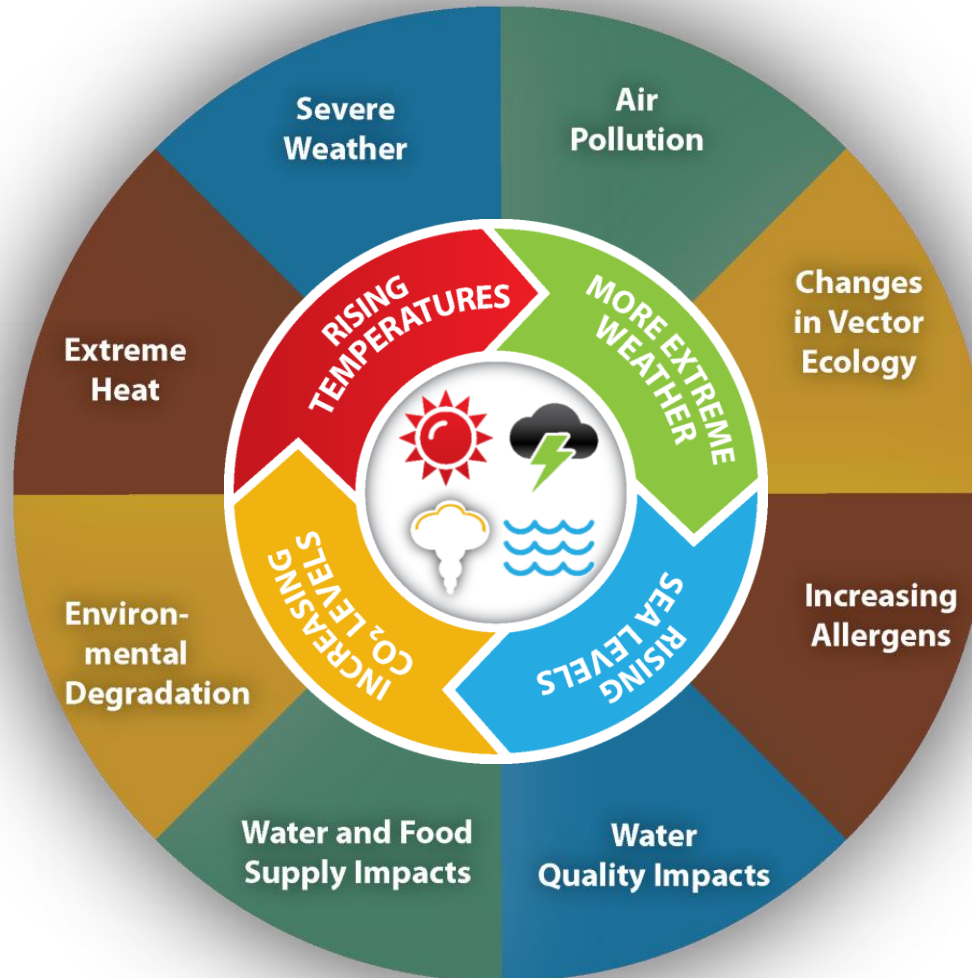 Severe
Weather
Air
Pollution
Changes
in Vector
Ecology
Increasing
Allergens
Water
Quality Impacts
Water and Food
Supply Impacts
Environ-
mental
Degradation
Extreme
Heat
RISING
TEMPERATURES
MORE EXTREME
WEATHER
RISING
SEA LEVELS
INCREASING
CO₂ LEVELS